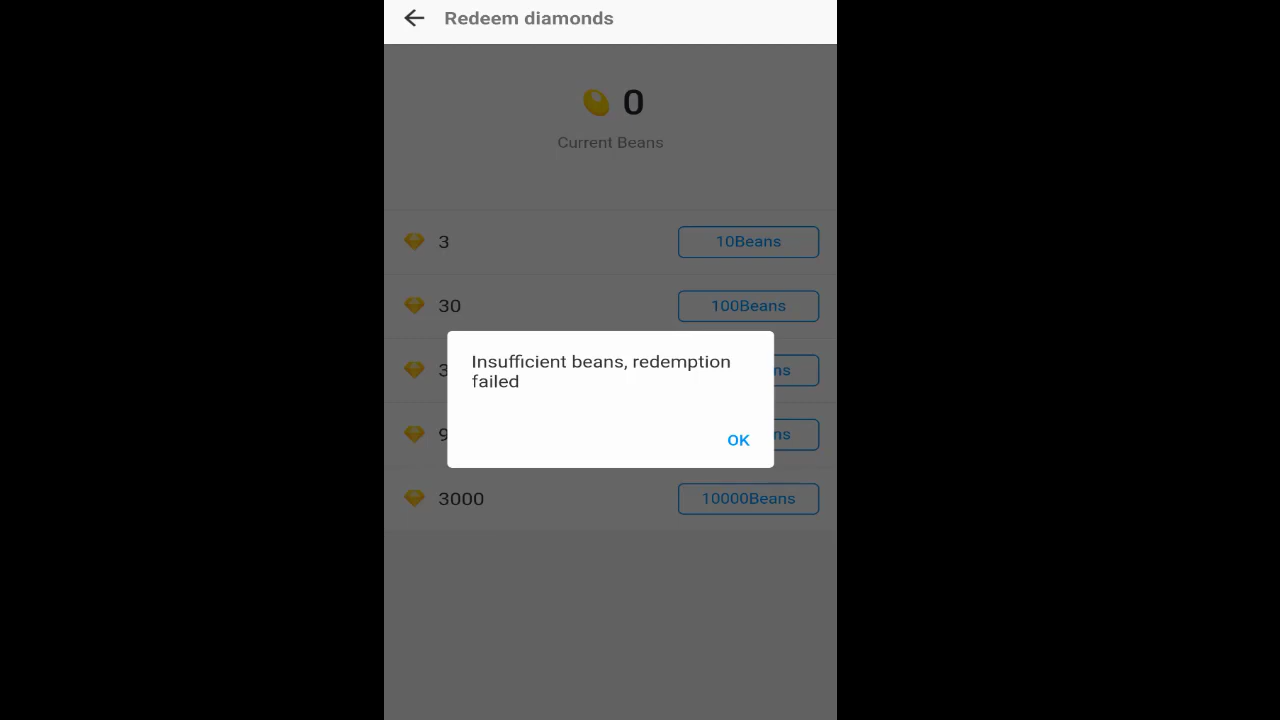 Redeem diamonds
0
Current Beans
3
10Beans
30
100Beans
Insufficient beans, redemption
failed
OK
3000
10000Beans